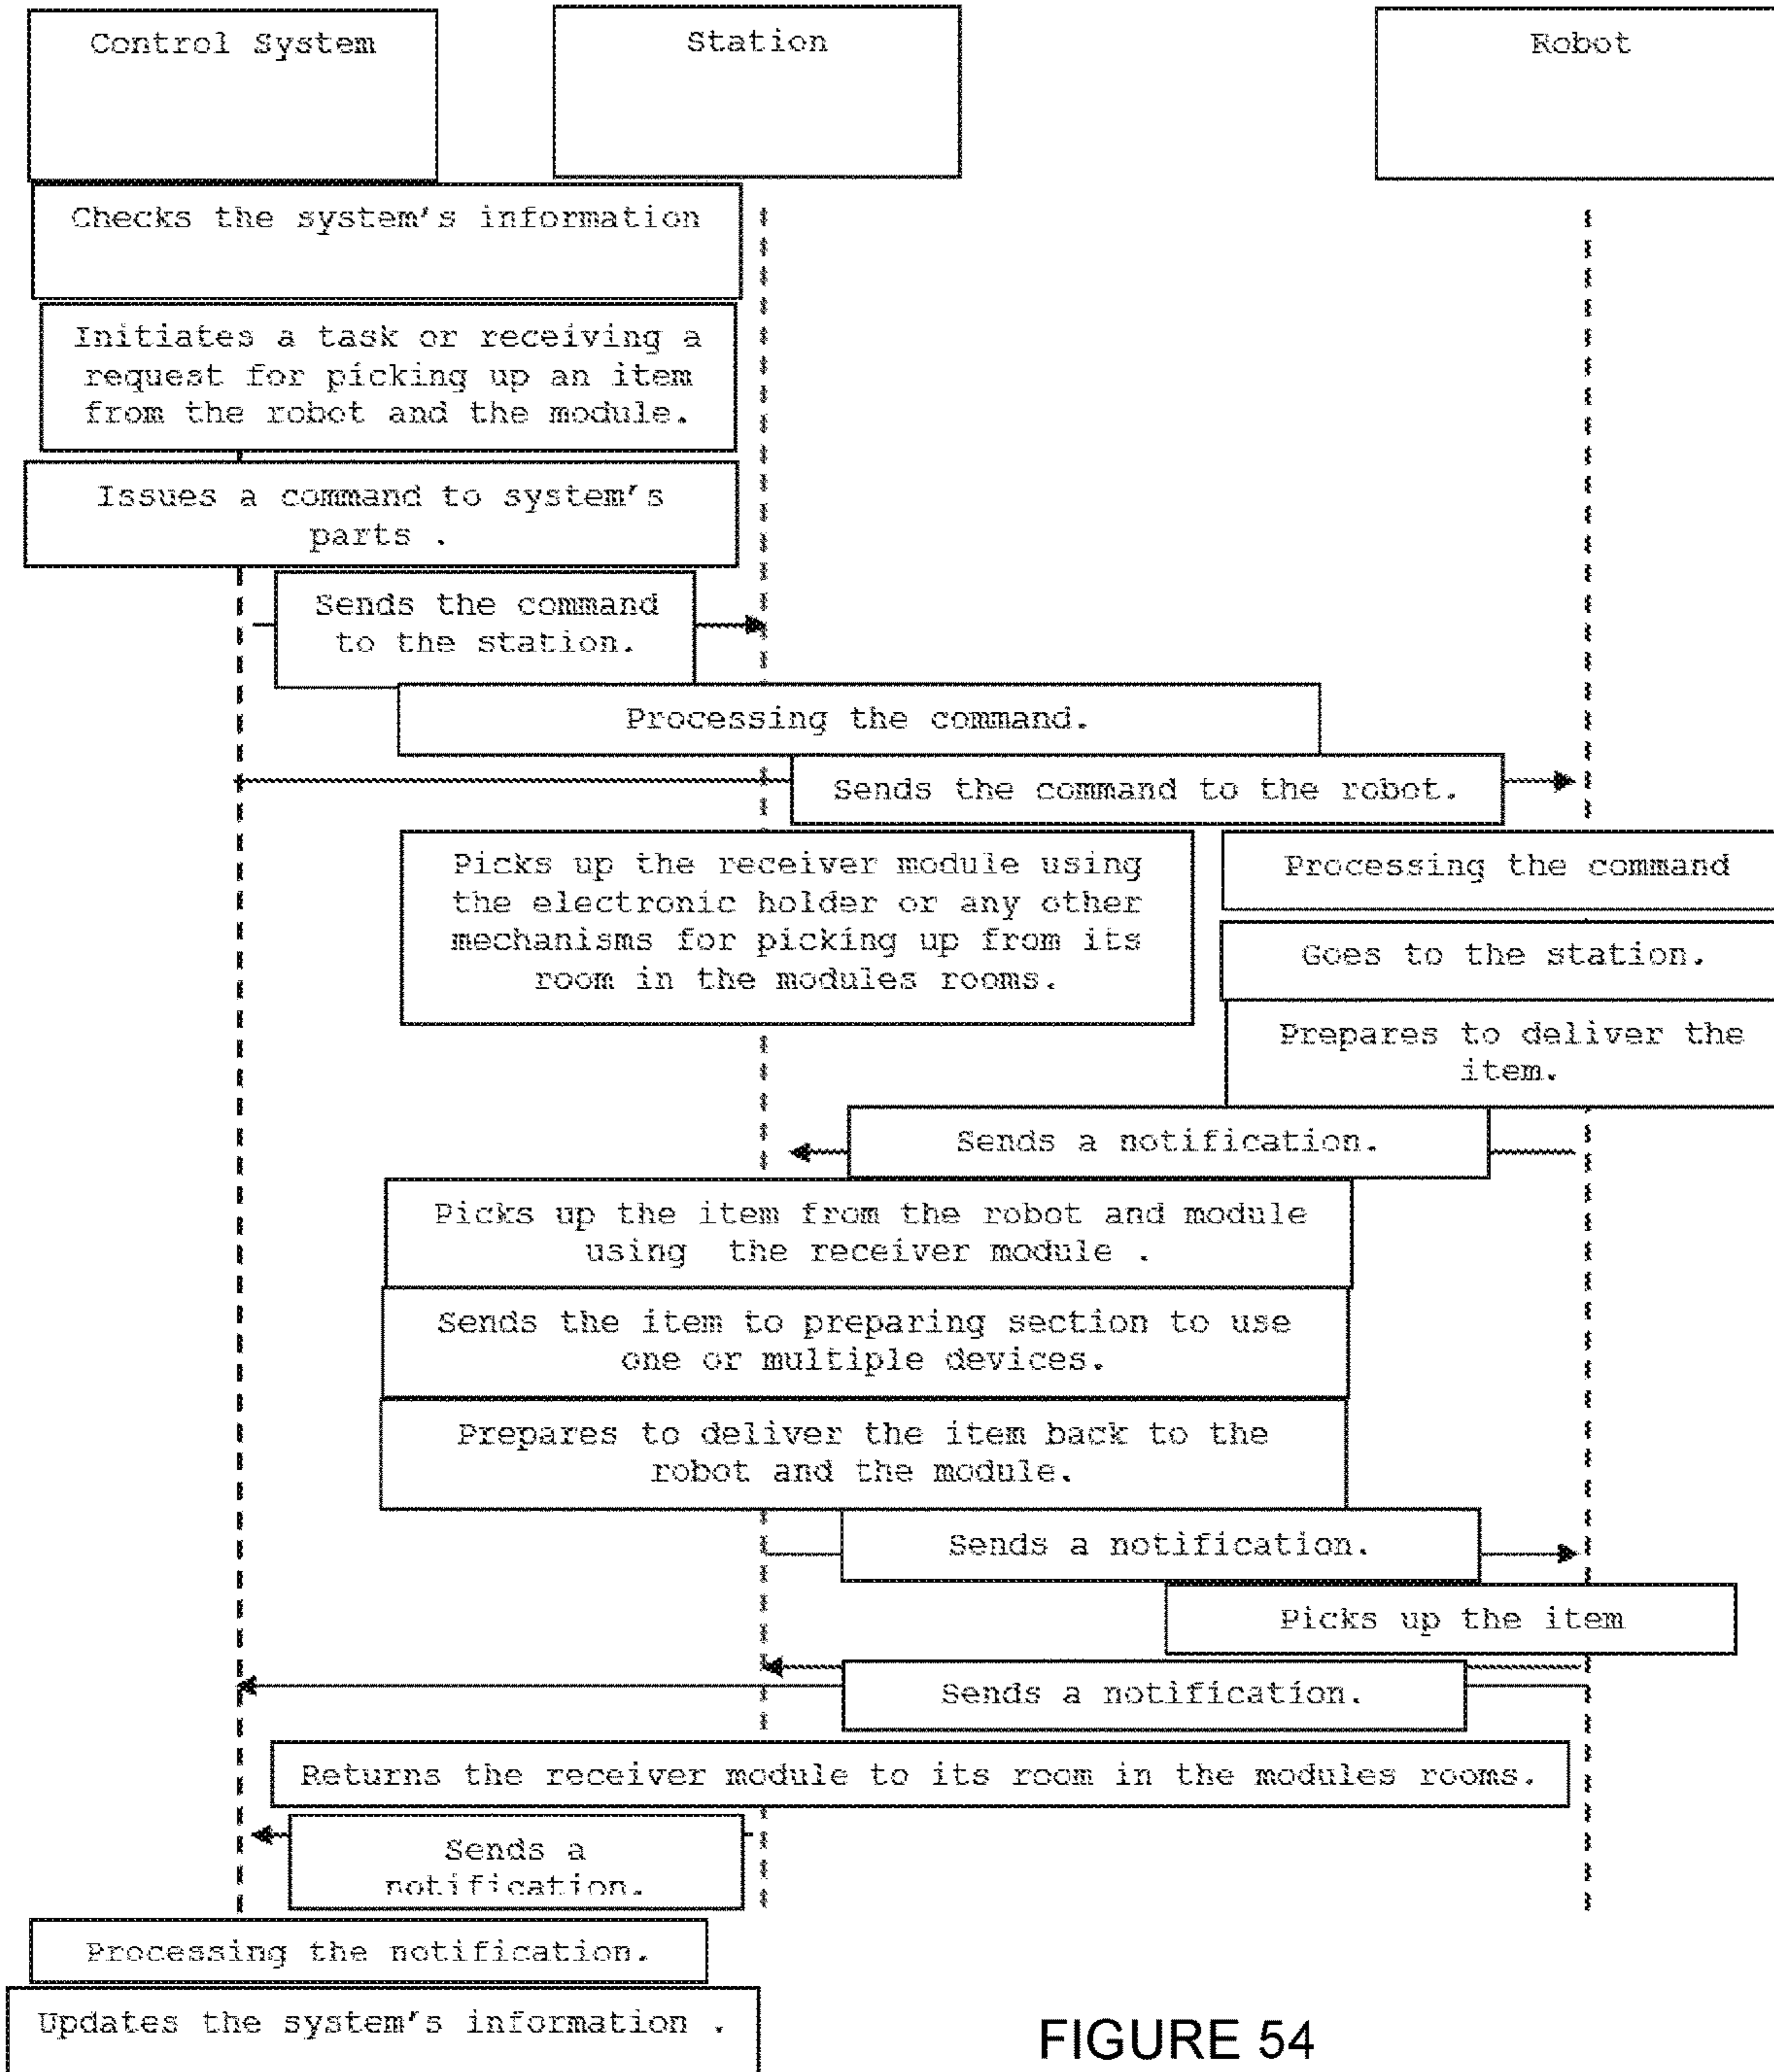 Control System
Station
Robot
Checks the system's information
Initiates a task or receiving a
request for picking up an item
from the robot and the module.
Issues a command to system's
parts .
Sends the command
to the station.
Processing the command.
Sends the command to the robot.
Picks up the receiver module using
the electronic holder or any other
mechanisms for picking up from its
room in the modules rooms.
Processing the command
Goes to the station.
Prepares to deliver the
item.
Sends a notification.
Picks up the item from the robot and module
using the receiver module .
Sends the item to preparing section to use
one or multiple devices.
Prepares to deliver the item back to the
robot and the module.
Sends a notification.
Picks up the item
Sends a notification.
Returns the receiver module to its room in the modules rooms.
Sends a
notification.
Processing the notification.
Updates the system's information .
FIGURE 54